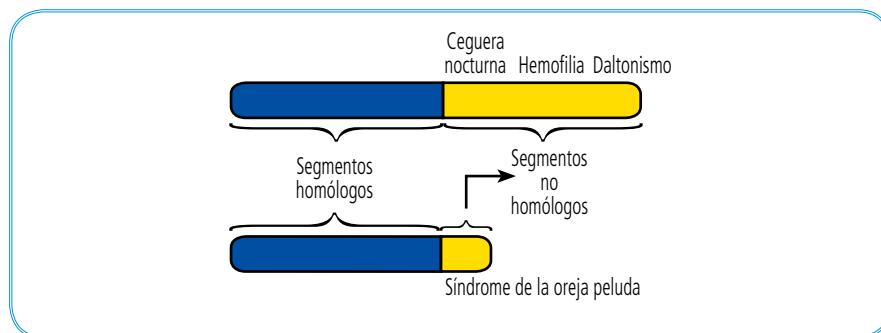 Ceguera
nocturna Hemofilia Daltonismo
Segmentos
homólogos
Segmentos
no
homólogos
Síndrome de la oreja peluda